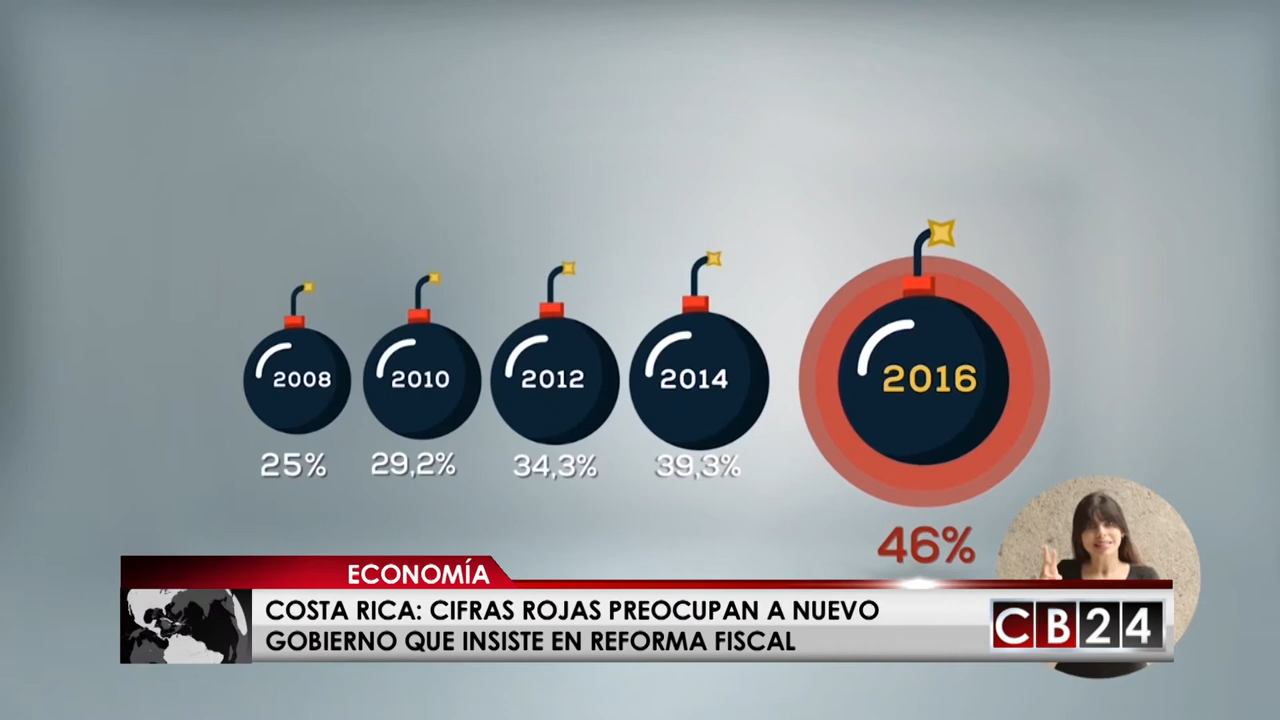 2008
2010
2012
2014
2016
25%
29,2%
34,3%
39,3%
46%
ECONOMÍA
COSTA RICA: CIFRAS ROJAS PREOCUPAN A NUEVO
GOBIERNO QUE INSISTE EN REFORMA FISCAL
CB24